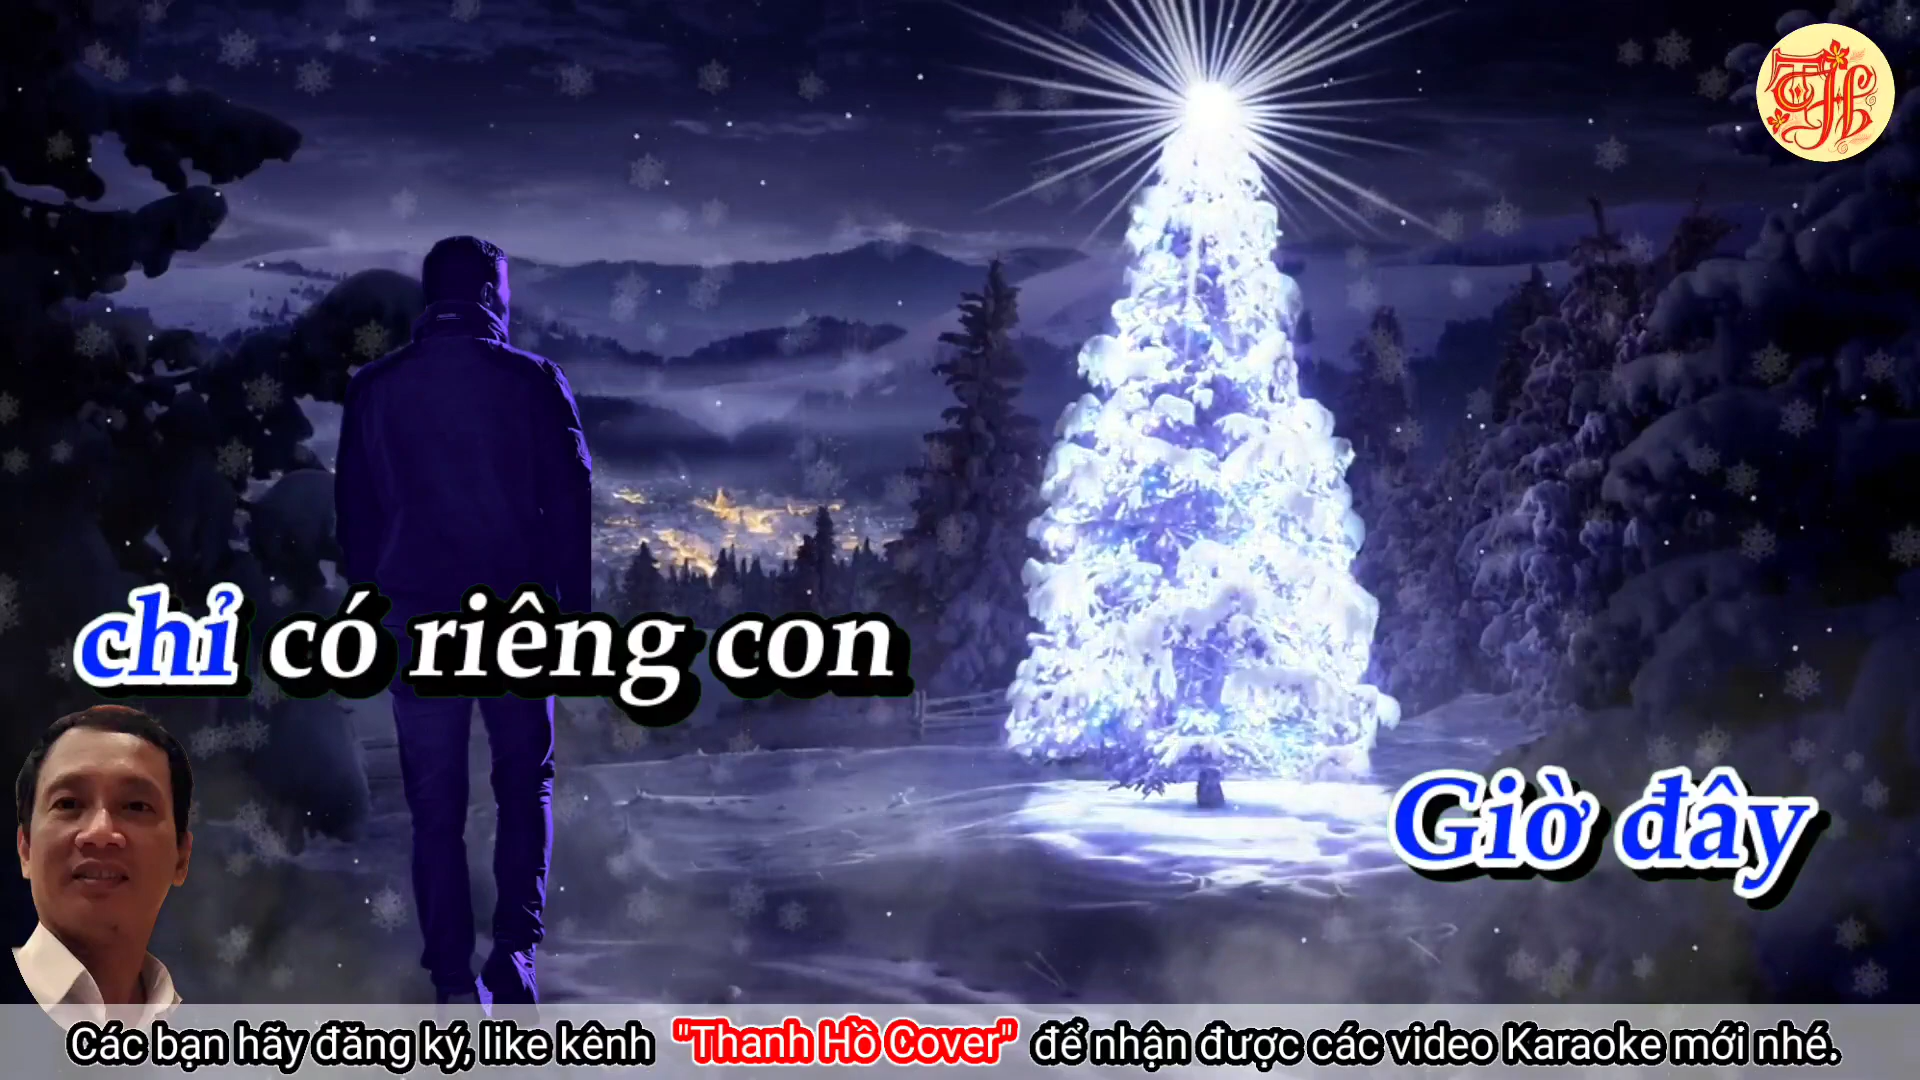 TH
chỉ có riêng con
Giờ đây
Các bạn hãy đăng ký, like kênh "Thanh Hồ Cover" để nhận được các video Karaoke mới nhé.